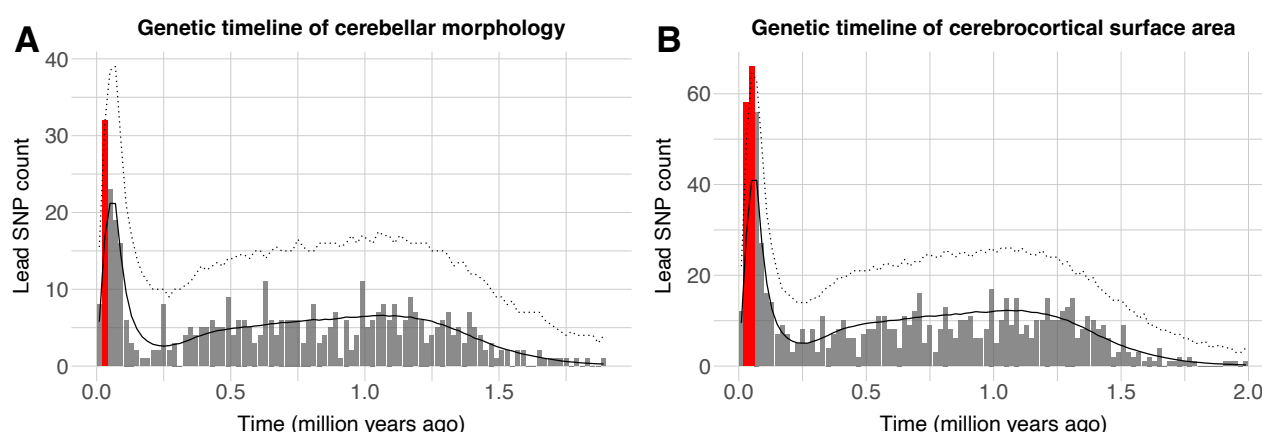 A
Genetic timeline of cerebellar morphology
Lead SNP count
40
30
20
10
0
0.0 0.5 1.0 1.5
Time (million years ago)
B
Genetic timeline of cerebrocortical surface area
Lead SNP count
60
40
20
0
0.0 0.5 1.0 1.5 2.0
Time (million years ago)